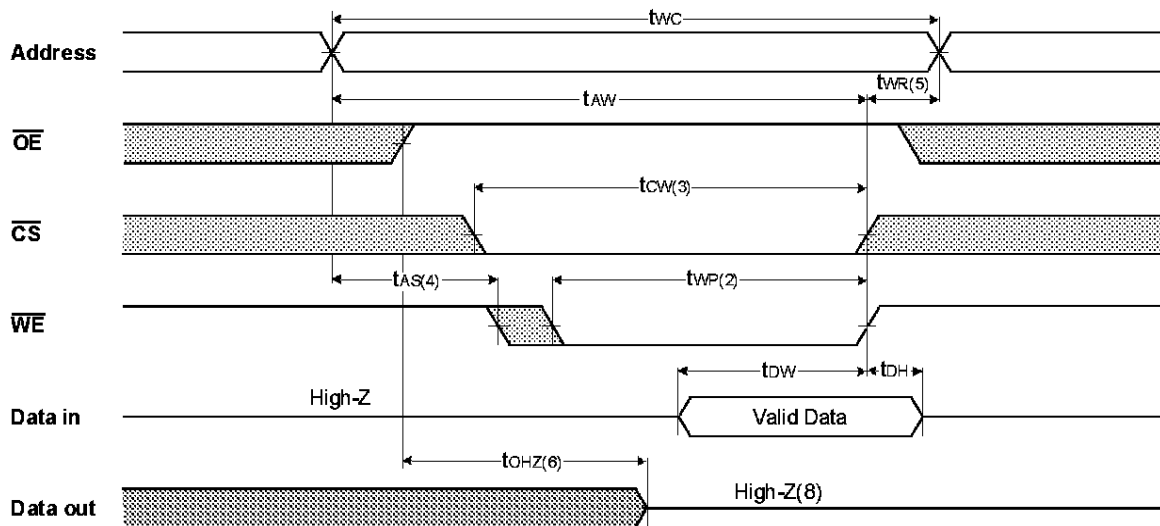 tWC
Address
tWR(5)
tAW
OE
tCW(3)
CS
tAS(4)
tWP(2)
WE
tDW
tDH
High-Z
Data in
Valid Data
tOHZ(6)
High-Z(8)
Data out